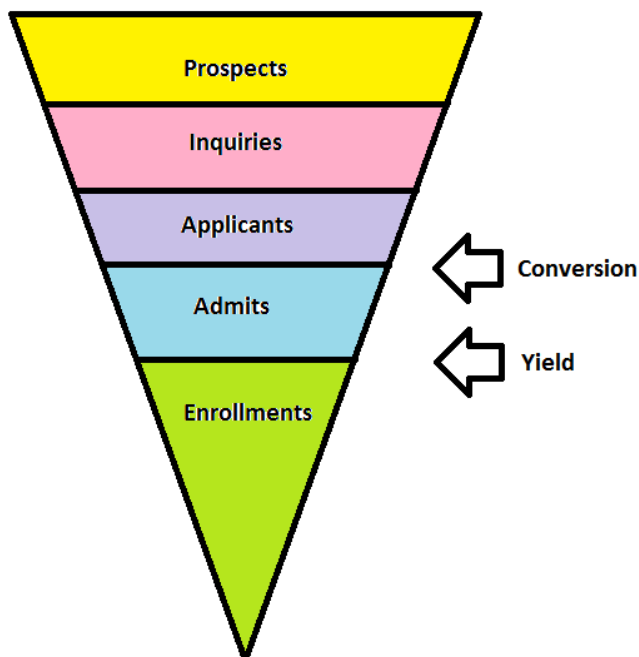 Prospects
Inquiries
Applicants
Conversion
Admits
Yield
Enrollments